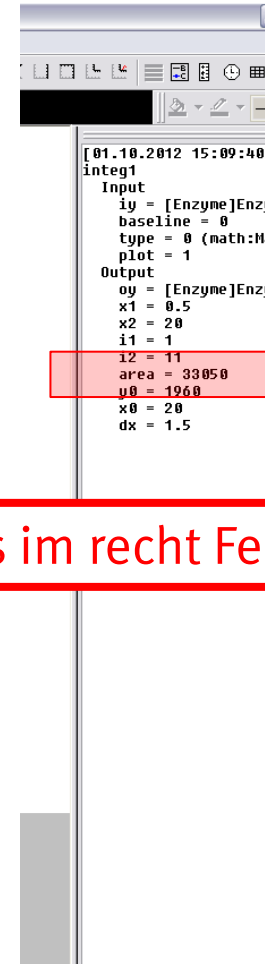 [01.10.2012 15:09:40
integ1
Input
iy = [Enzyme]Enzy
baseline = 0
type = 0 (math:M
plot = 1
Output
oy = [Enzyme]Enzy
x1 = 0.5
x2 = 20
i1 = 1
i2 = 11
area = 33050
y0 = 1960
x0 = 20
dx = 1.5
s im recht Fe